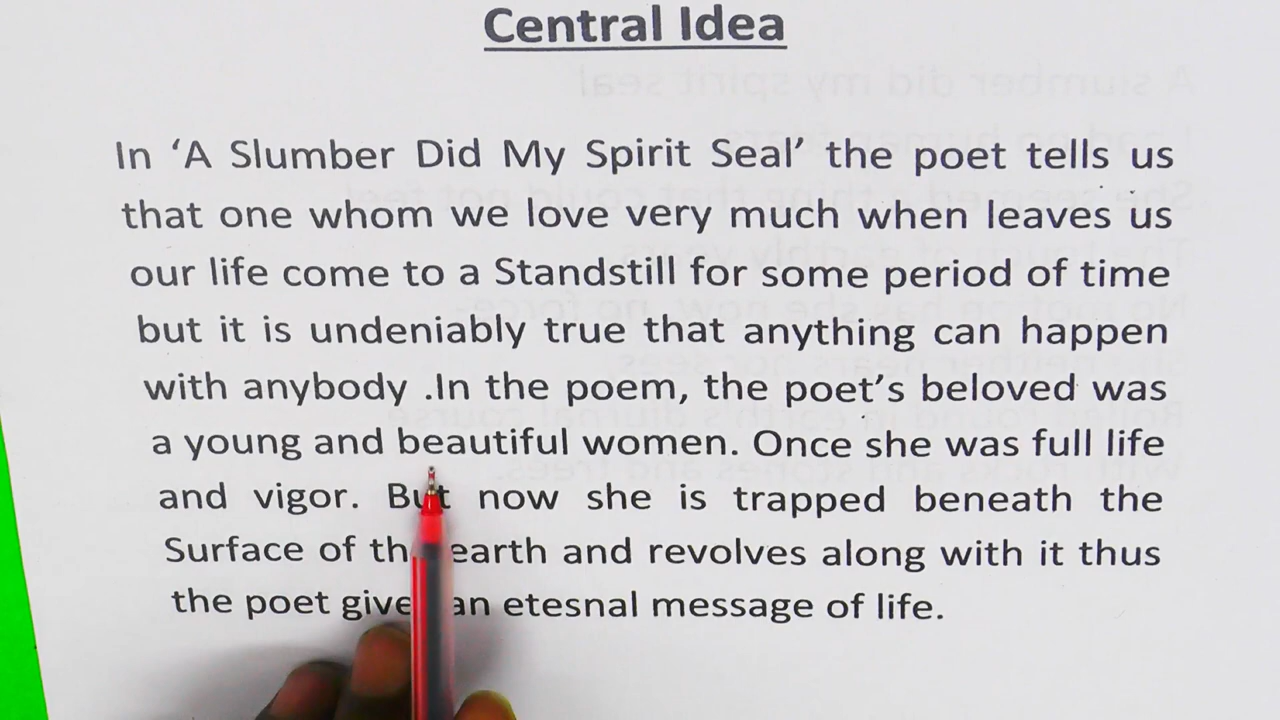 Central Idea
In ‘A Slumber Did My Spirit Seal’ the poet tells us
that one whom we love very much when leaves us
our life come to a Standstill for some period of time
but it is undeniably true that anything can happen
with anybody .In the poem, the poet’s beloved was
a young and beautiful women. Once she was full life
and vigor. But now she is trapped beneath the
Surface of earth and revolves along with it thus
the poet an etesnal message of life.